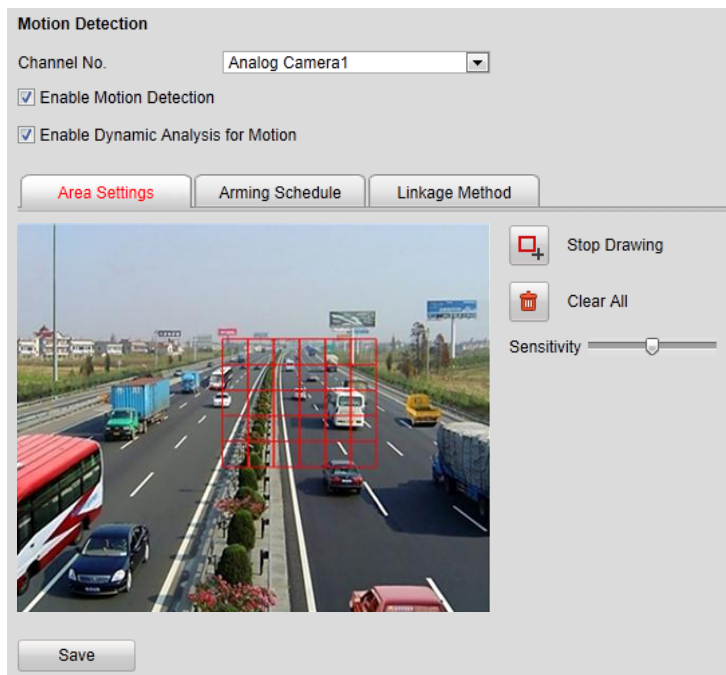 Motion Detection
Channel No. Analog Camera1
Enable Motion Detection
Enable Dynamic Analysis for Motion
Area Settings Arming Schedule Linkage Method
Stop Drawing
Clear All
Sensitivity
Save